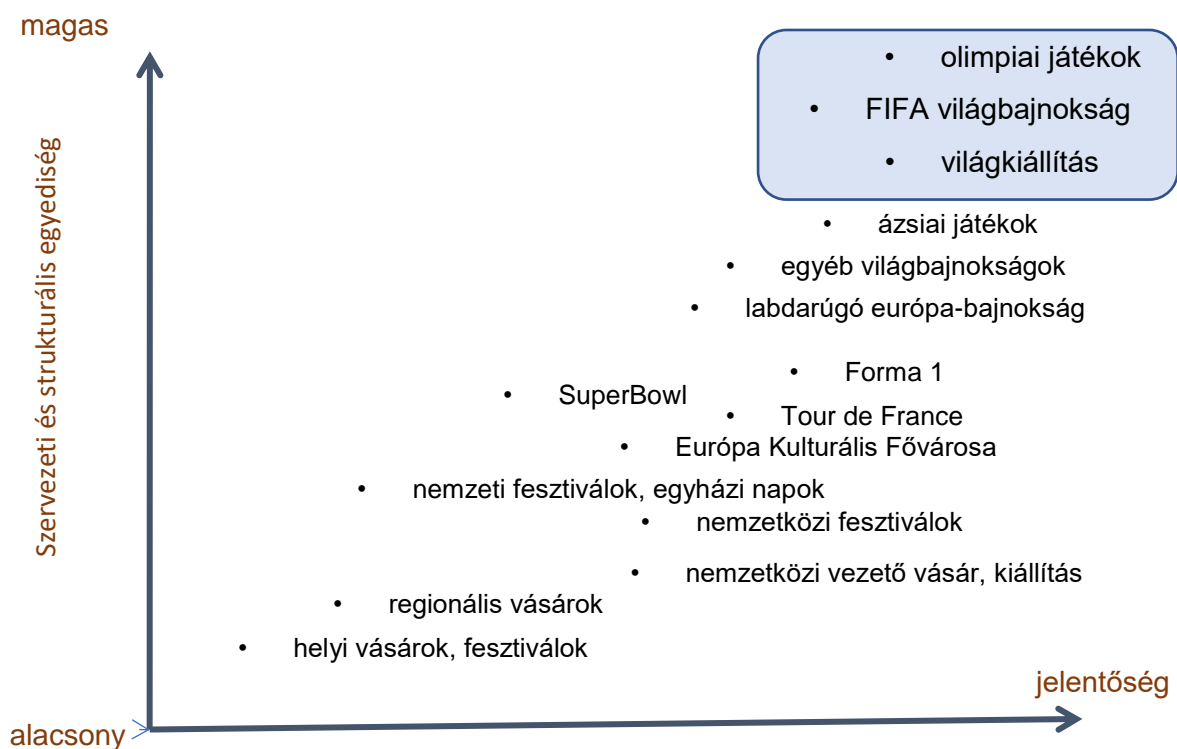 magas
• olimpiai játékok
• FIFA világbajnokság
• világkiállítás
Szervezeti és strukturális egyediség
• ázsiai játékok
• egyéb világbajnokságok
• labdarúgó európa-bajnokság
• Forma 1
• SuperBowl
• Tour de France
• Európa Kulturális Fővárosa
• nemzeti fesztiválok, egyházi napok
• nemzetközi fesztiválok
• nemzetközi vezető vásár, kiállítás
• regionális vásárok
• helyi vásárok, fesztiválok
jelentőség
alacsony